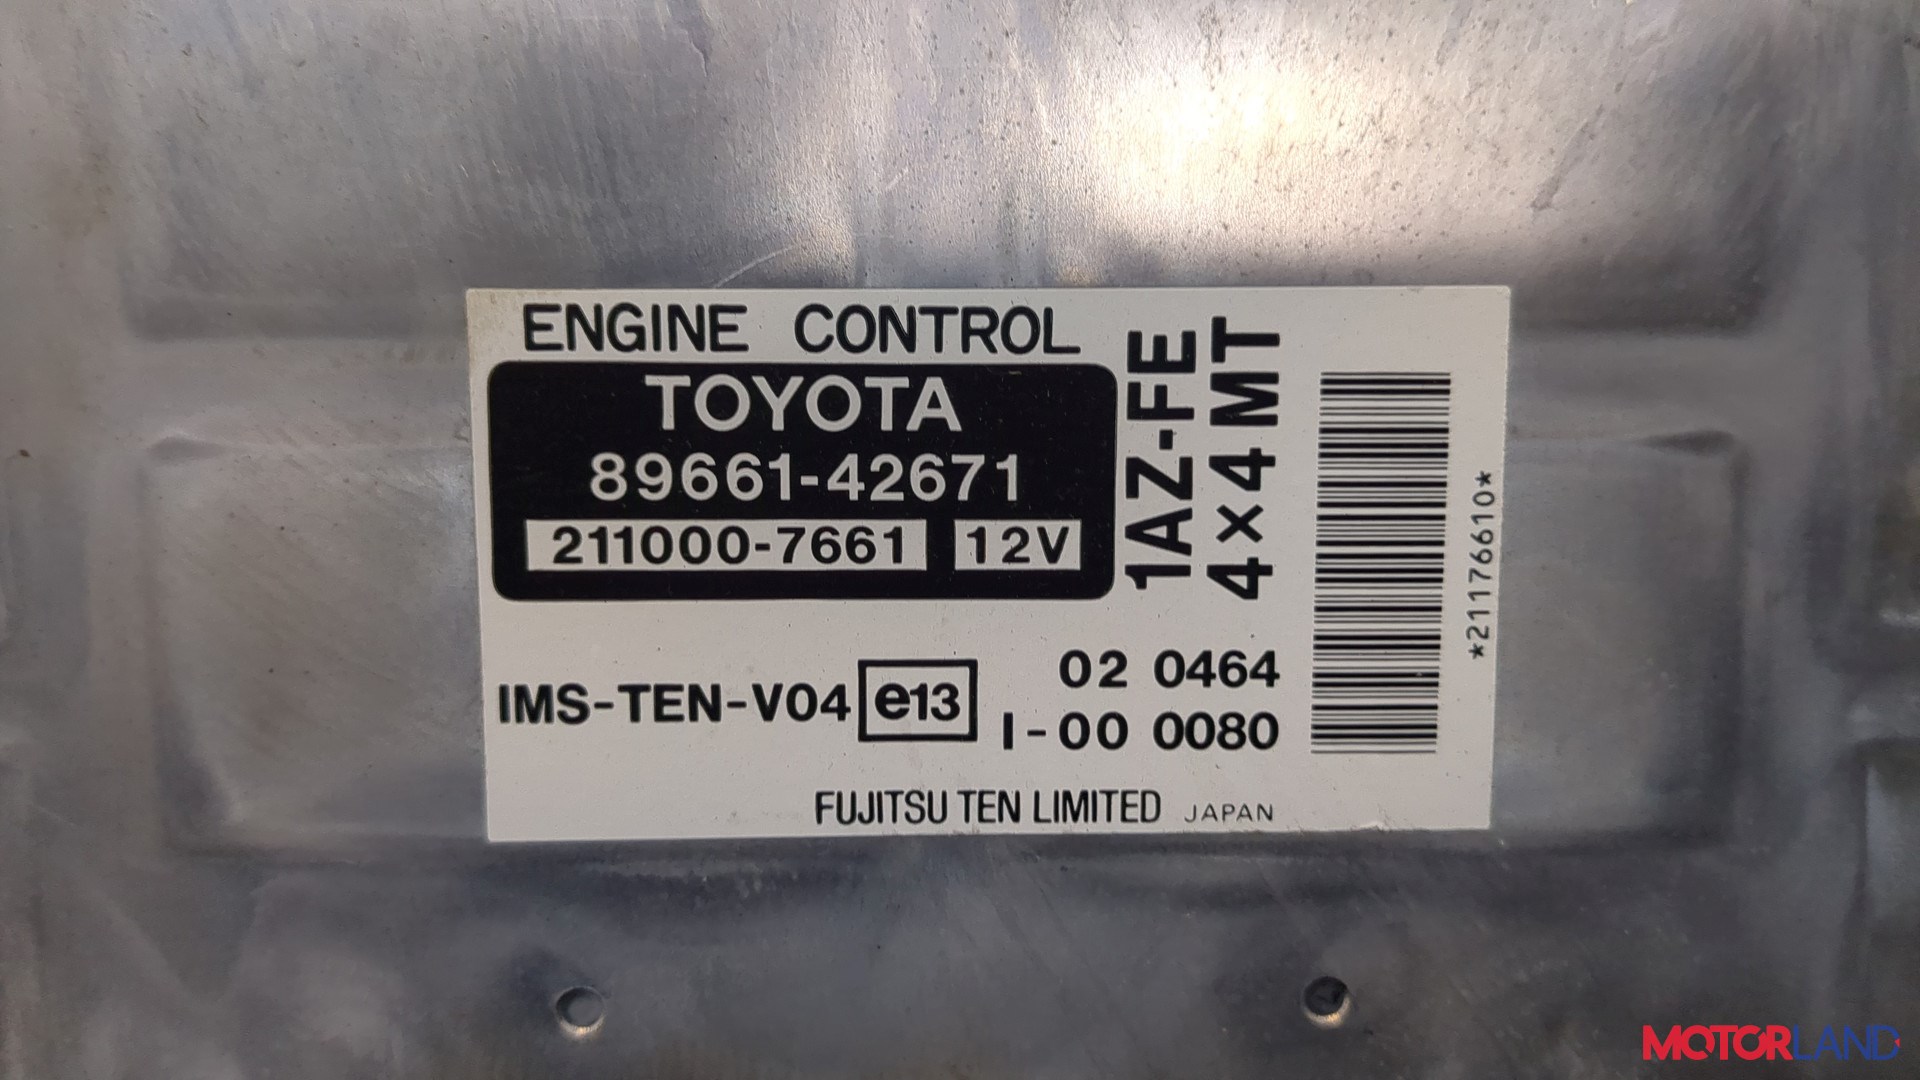 ENGINE CONTROL
TOYOTA
89661-42671
211000-7661 12V
1AZ-FE
4×4 MT
IMS-TEN-V04 e13
02 0464
I-00 0080
FUJITSU TEN LIMITED JAPAN
*21176610*
MOTORLAND